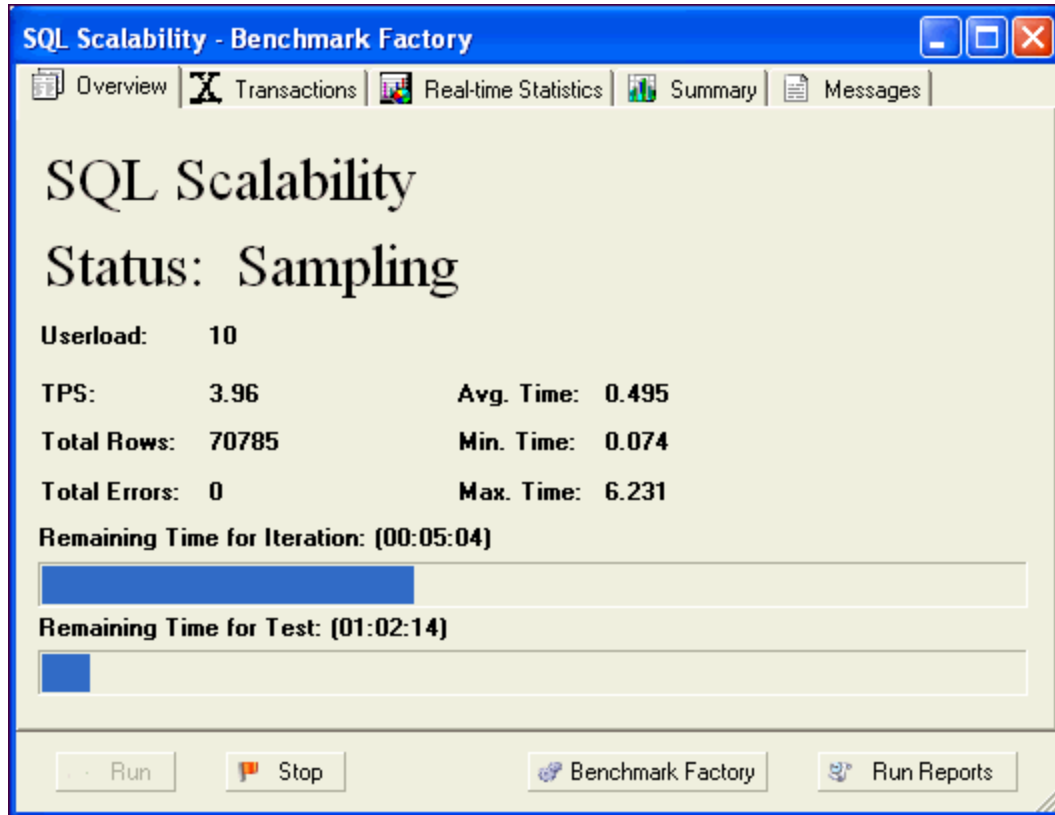 SQL Scalability - Benchmark Factory
Overview Transactions Real-time Statistics Summary Messages
SQL Scalability
Status: Sampling
Userload: 10
TPS: 3.96 Avg. Time: 0.495
Total Rows: 70785 Min. Time: 0.074
Total Errors: 0 Max. Time: 6.231
Remaining Time for Iteration: (00:05:04)
Remaining Time for Test: (01:02:14)
Run Stop Benchmark Factory Run Reports